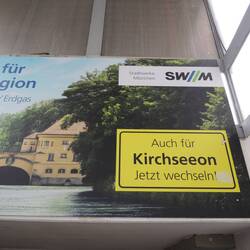 für
gion
Erdgas
Stadtwerke
München
SWM
Auch für
Kirchseeon
Jetzt wechseln!